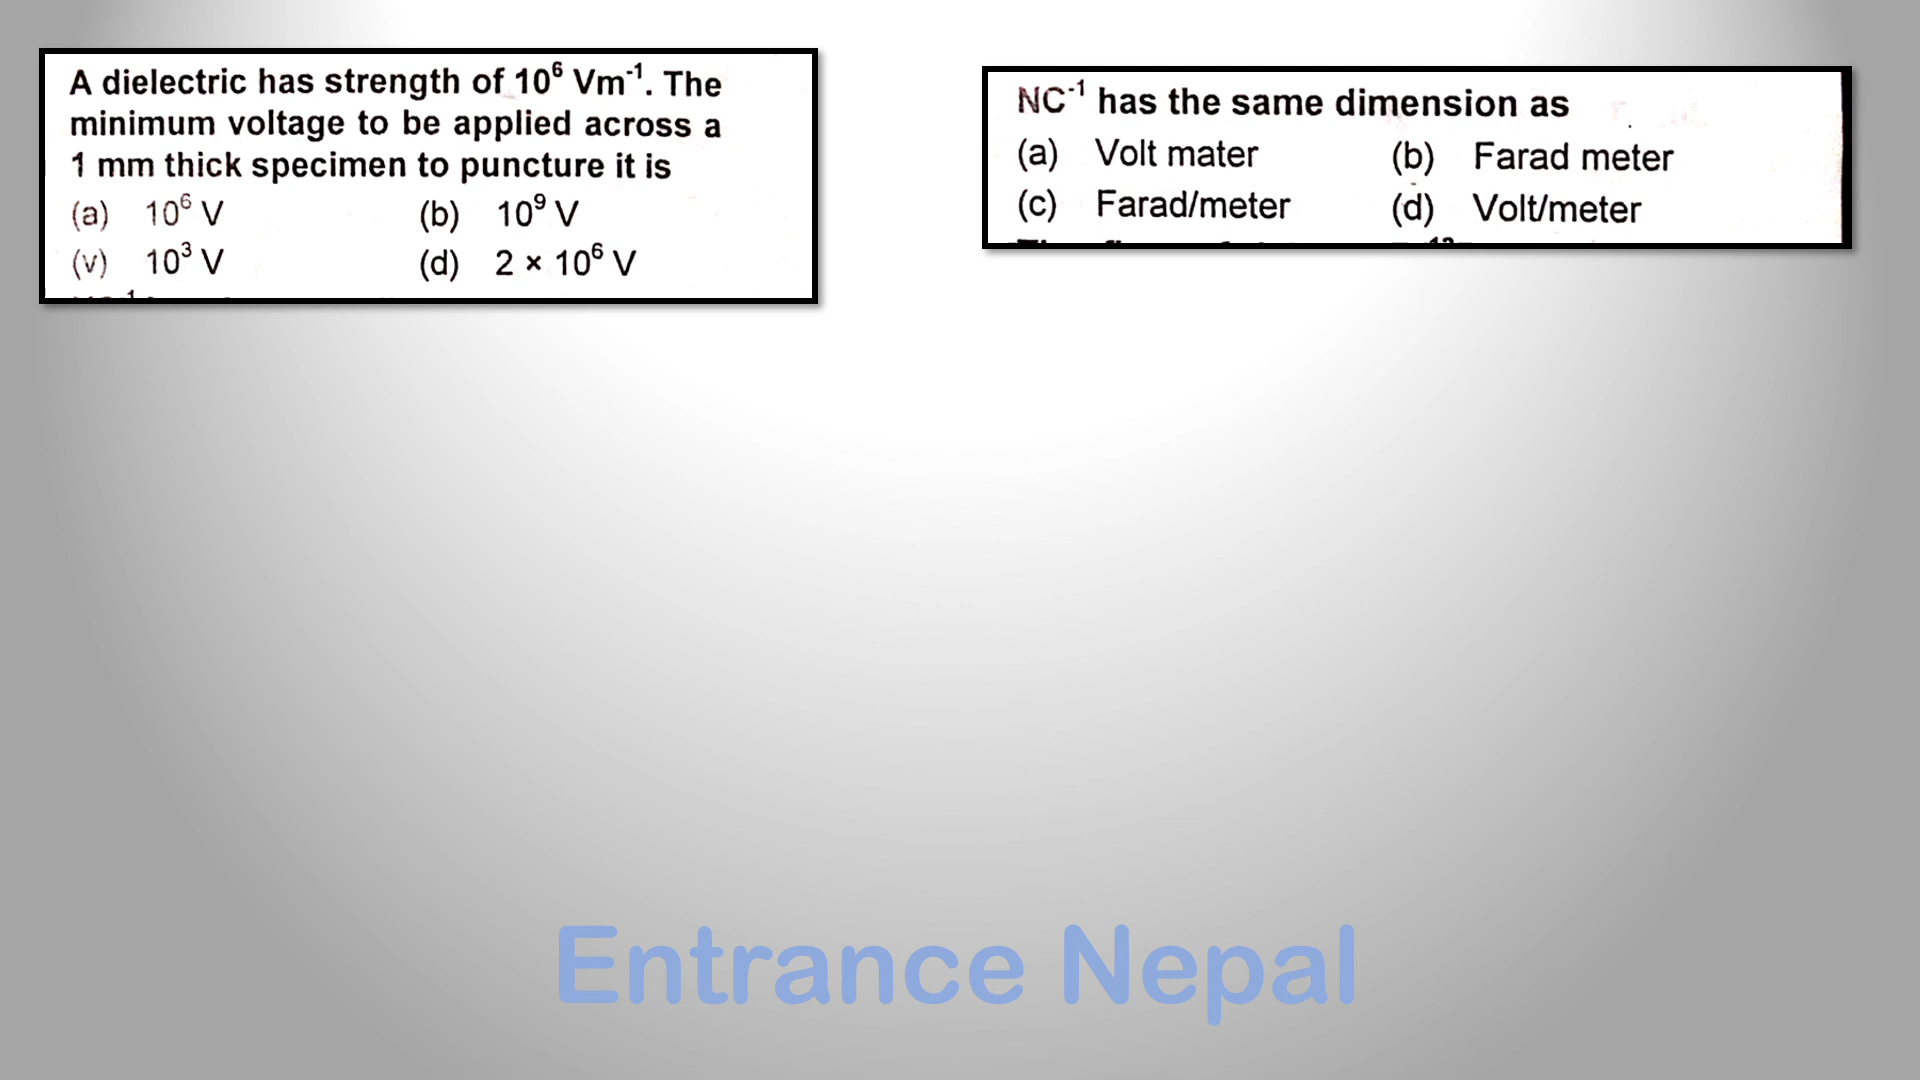 A dielectric has strength of 10⁶ Vm⁻¹. The
minimum voltage to be applied across a
1 mm thick specimen to puncture it is
(a) 10⁶ V (b) 10⁹ V
(v) 10³ V (d) 2 × 10⁶ V
NC⁻¹ has the same dimension as
(a) Volt mater (b) Farad meter
(c) Farad/meter (d) Volt/meter
Entrance Nepal